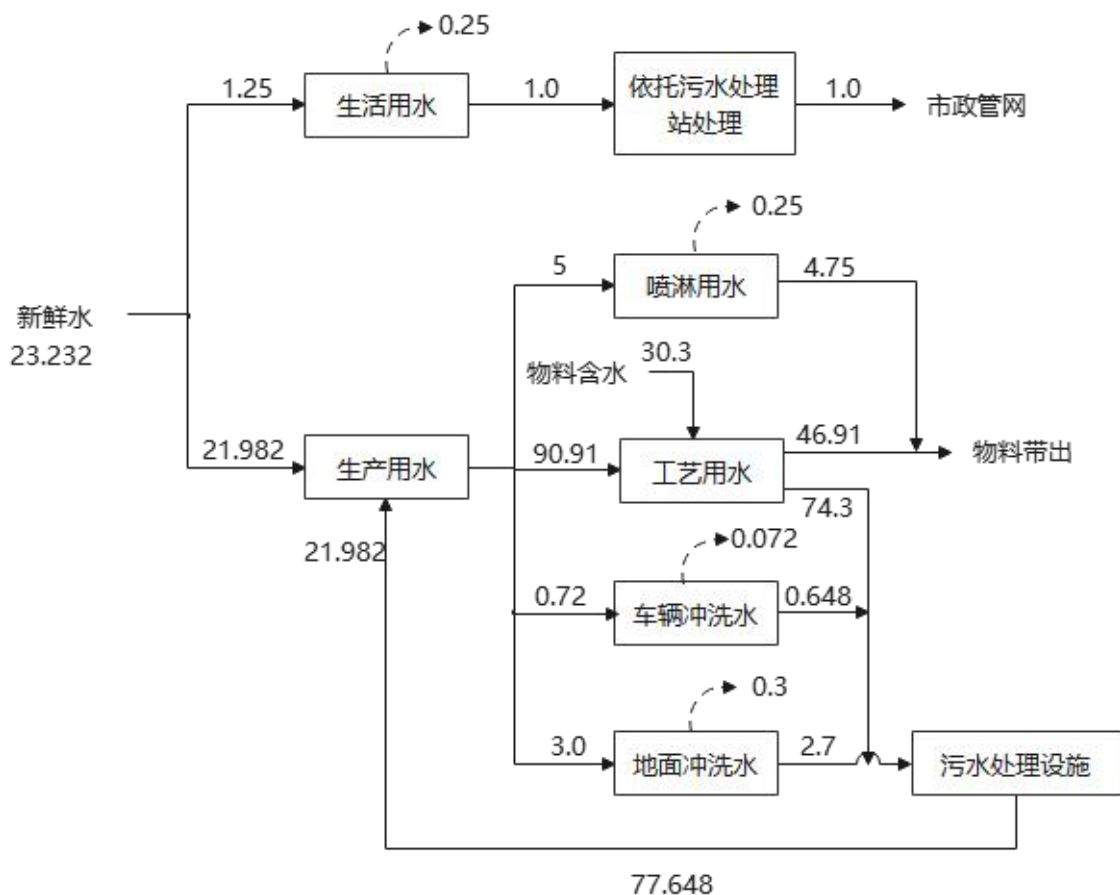 0.25
1.25
生活用水
1.0
依托污水处理
站处理
1.0
市政管网
0.25
5
喷淋用水
4.75
新鲜水
23.232
物料含水
30.3
21.982
生产用水
90.91
工艺用水
46.91
物料带出
74.3
21.982
0.072
0.72
车辆冲洗水
0.648
0.3
3.0
地面冲洗水
2.7
污水处理设施
77.648